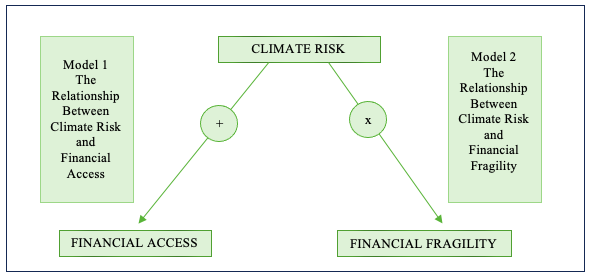 CLIMATE RISK
Model 1
The
Relationship
Between
Climate Risk
and
Financial
Access
Model 2
The
Relationship
Between
Climate Risk
and
Financial
Fragility
+
x
FINANCIAL ACCESS
FINANCIAL FRAGILITY